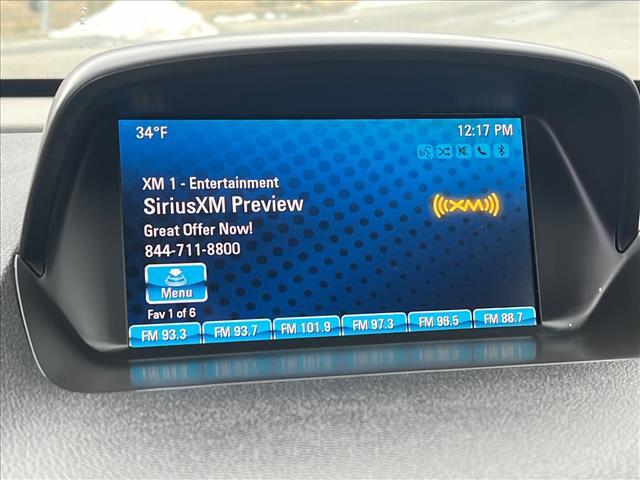 34°F 12:17 PM
XM 1 - Entertainment
SiriusXM Preview
((XM))
Great Offer Now!
844-711-8800
Menu
Fav 1 of 6
FM 93.3 FM 93.7 FM 101.9 FM 97.3 FM 96.5 FM 88.7